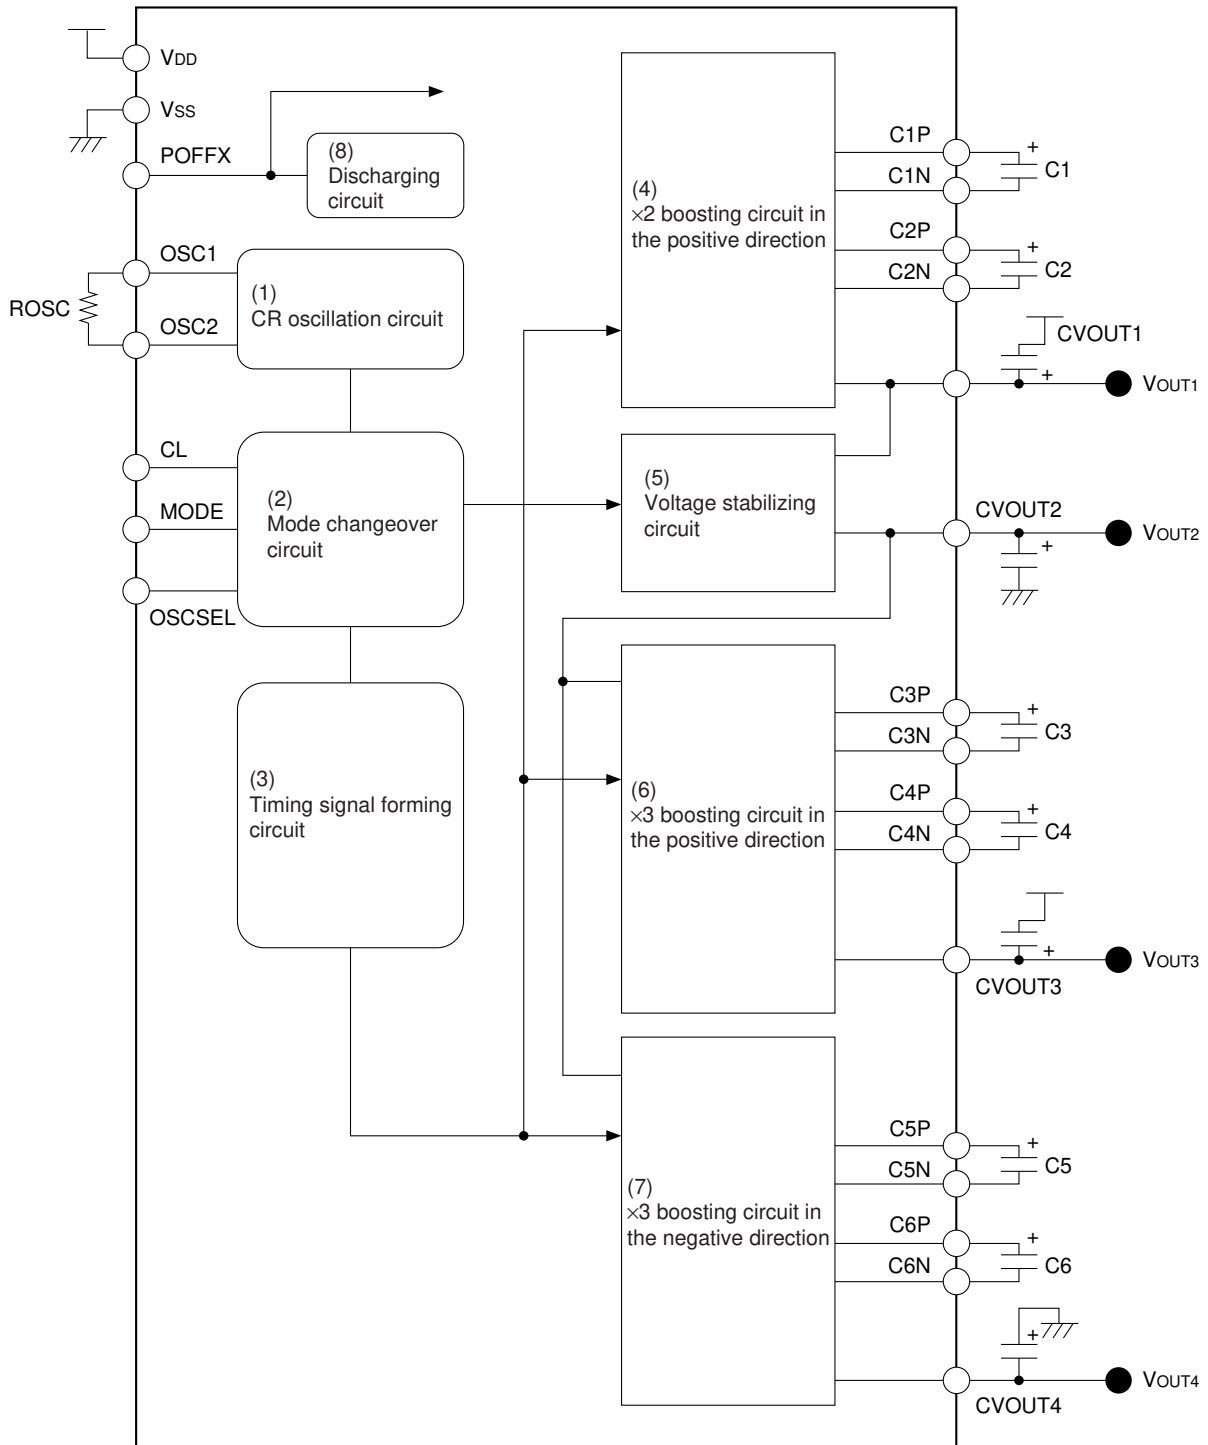 VDD
VSS
POFFX
(8)
Discharging
circuit
OSC1
ROSC
OSC2
(1)
CR oscillation circuit
CL
MODE
OSCSEL
(2)
Mode changeover
circuit
(3)
Timing signal forming
circuit
(4)
×2 boosting circuit in
the positive direction
C1P
C1N
+
C1
C2P
C2N
+
C2
CVOUT1
+
VOUT1
(5)
Voltage stabilizing
circuit
CVOUT2
+
VOUT2
(6)
×3 boosting circuit in
the positive direction
C3P
C3N
+
C3
C4P
C4N
+
C4
+
CVOUT3
VOUT3
(7)
×3 boosting circuit in
the negative direction
C5P
C5N
+
C5
C6P
C6N
+
C6
+
CVOUT4
VOUT4